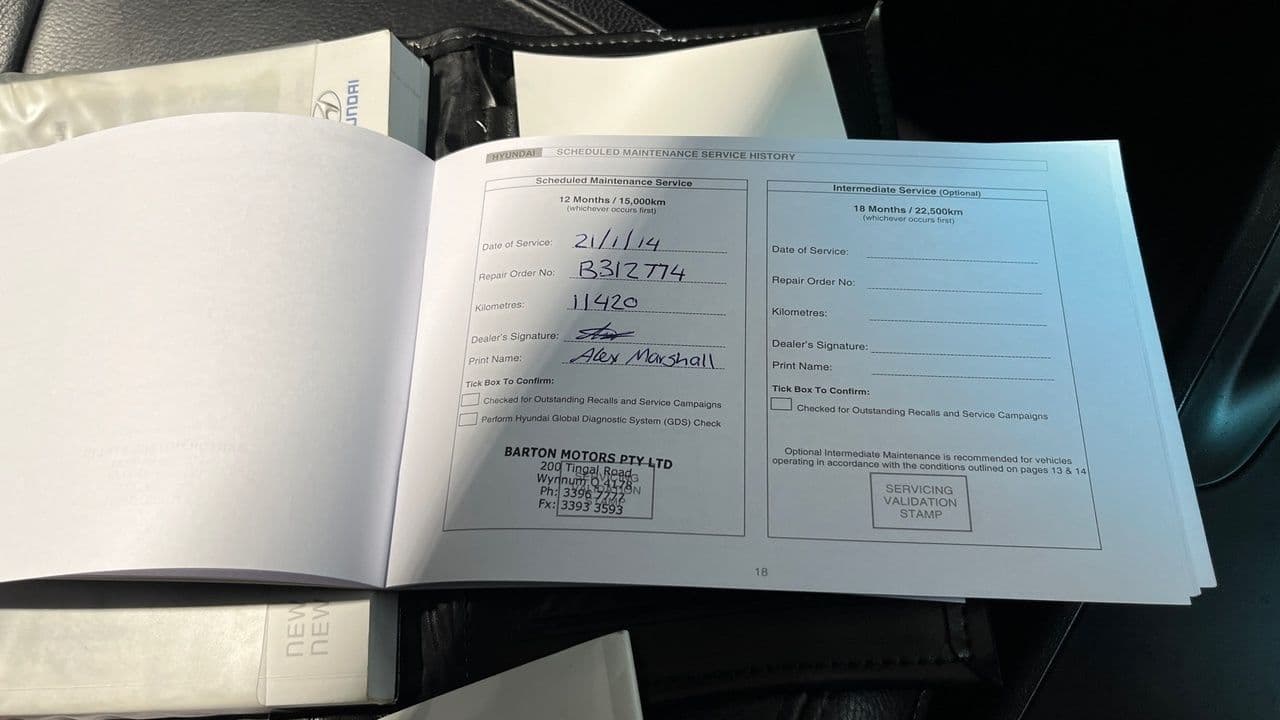 HYUNDAI
HYUNDAI SCHEDULED MAINTENANCE SERVICE HISTORY
Scheduled Maintenance Service
12 Months / 15,000km
(whichever occurs first)
Date of Service: 21/1/14
Repair Order No: B312774
Kilometres: 11420
Dealer's Signature:
Print Name: Alex Marshall
Tick Box To Confirm:
Checked for Outstanding Recalls and Service Campaigns
Perform Hyundai Global Diagnostic System (GDS) Check
BARTON MOTORS PTY LTD
200 Tingal Road
Wynnum Q 4178
Ph: 3396 7777
Fx: 3393 3593
Intermediate Service (Optional)
18 Months / 22,500km
(whichever occurs first)
Date of Service:
Repair Order No:
Kilometres:
Dealer's Signature:
Print Name:
Tick Box To Confirm:
Checked for Outstanding Recalls and Service Campaigns
Optional Intermediate Maintenance is recommended for vehicles
operating in accordance with the conditions outlined on pages 13 & 14
SERVICING
VALIDATION
STAMP
18
NEW
NEW